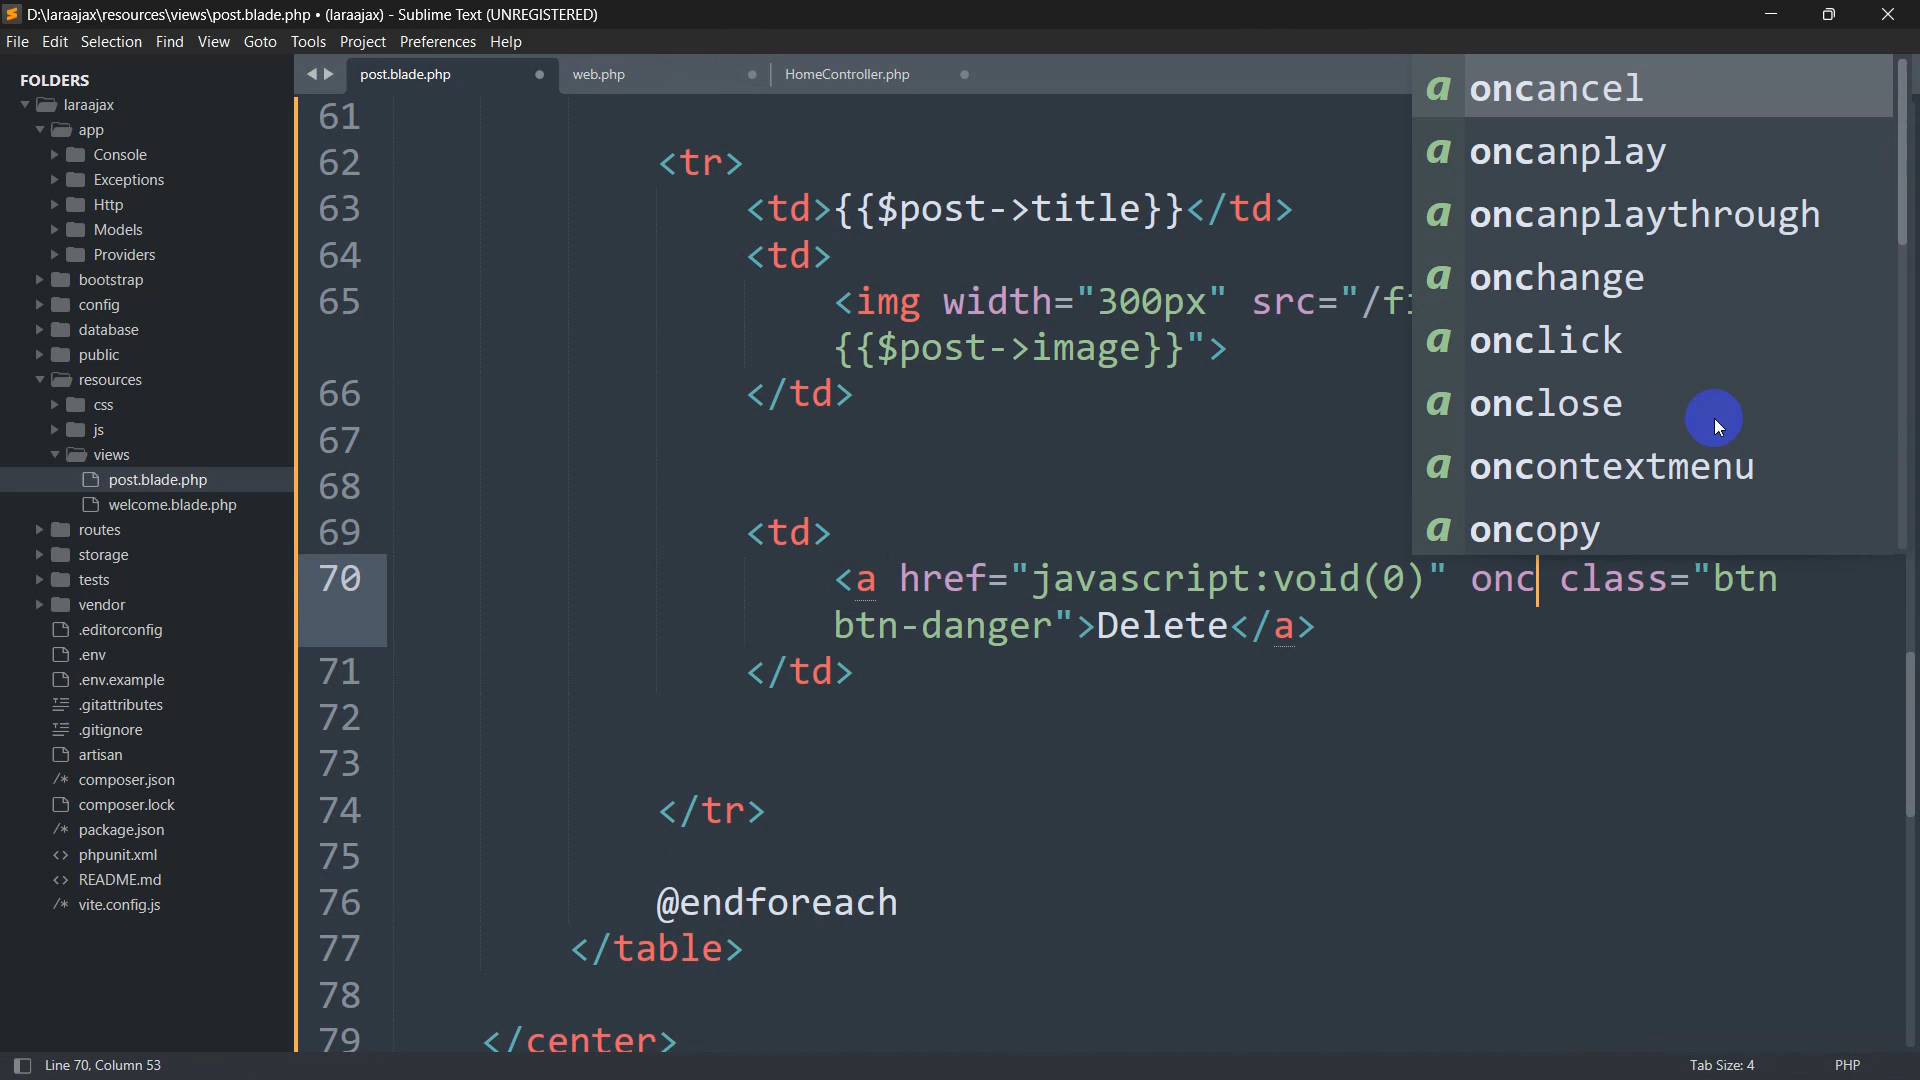 D:\laraajax\resources\views\post.blade.php • (laraajax) - Sublime Text (UNREGISTERED)
File Edit Selection Find View Goto Tools Project Preferences Help
FOLDERS
laraajax
app
Console
Exceptions
Http
Models
Providers
bootstrap
config
database
public
resources
css
js
views
post.blade.php
welcome.blade.php
routes
storage
tests
vendor
.editorconfig
.env
.env.example
.gitattributes
.gitignore
artisan
composer.json
composer.lock
package.json
phpunit.xml
README.md
vite.config.js
post.blade.php web.php HomeController.php
61
62 <tr>
63 <td>{{$post->title}}</td>
64 <td>
65 <img width="300px" src="/fi
{{$post->image}}">
66 </td>
67
68
69 <td>
70 <a href="javascript:void(0)" onc class="btn
btn-danger">Delete</a>
71 </td>
72
73
74 </tr>
75
76 @endforeach
77 </table>
78
79 </center>
a oncancel
a oncanplay
a oncanplaythrough
a onchange
a onclick
a onclose
a oncontextmenu
a oncopy
Line 70, Column 53 Tab Size: 4 PHP